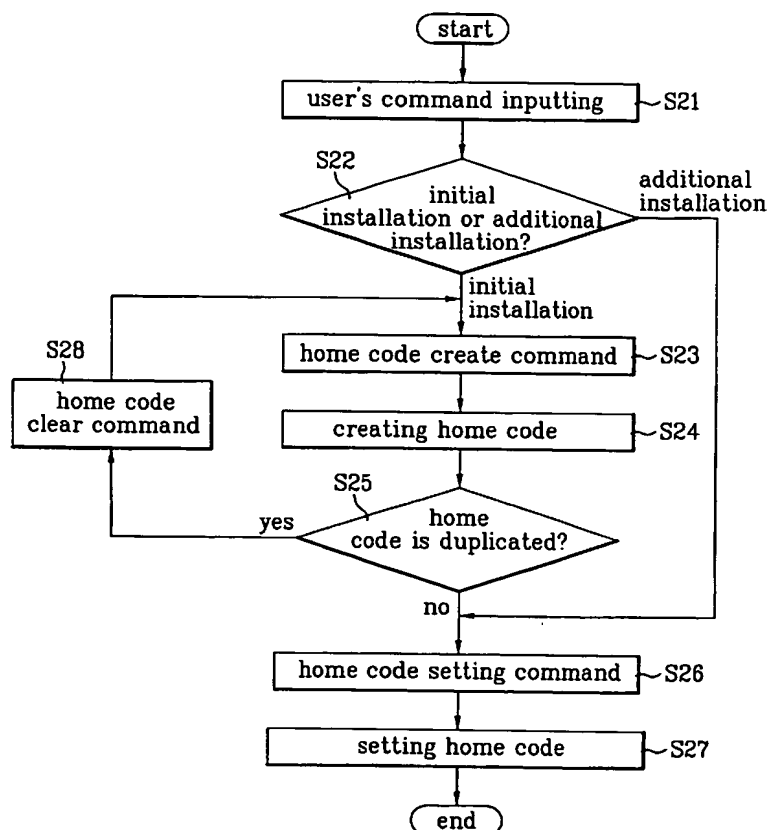 start
user's command inputting
S21
S22
initial
installation or additional
installation?
additional
installation
initial
installation
S28
home code
clear command
home code create command
S23
creating home code
S24
S25
home
code is duplicated?
yes
no
home code setting command
S26
setting home code
S27
end